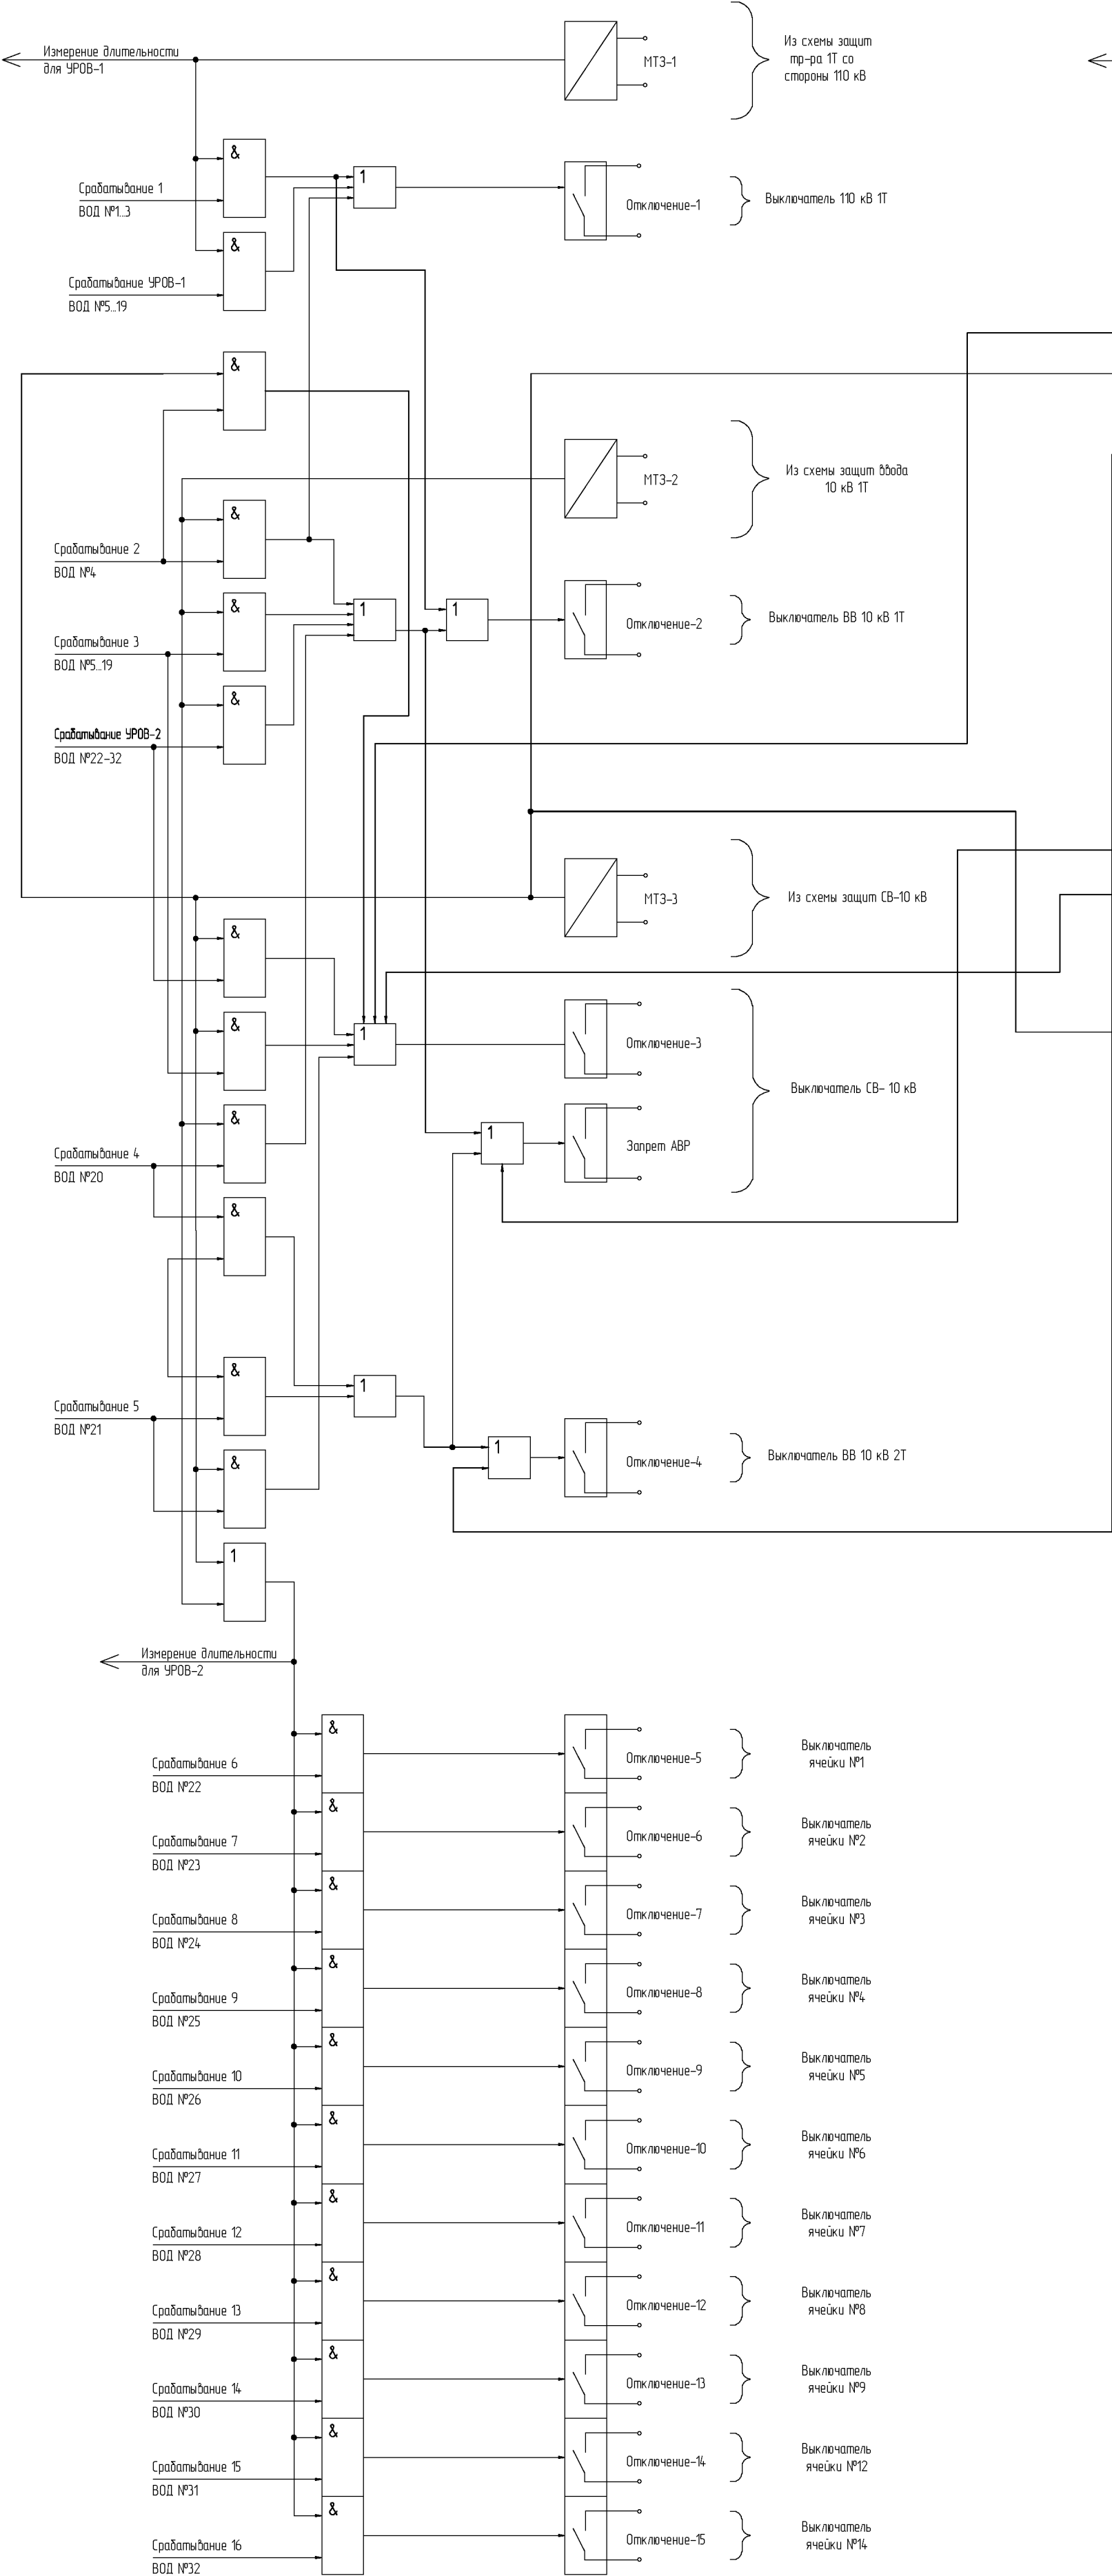 Измерение длительности
для УРОВ-1
МТЗ-1
Из схемы защит
тр-ра 1Т со
стороны 110 кВ
&
Срабатывание 1
ВОД №1...3
1
Отключение-1
Выключатель 110 кВ 1Т
&
Срабатывание УРОВ-1
ВОД №5...19
&
МТЗ-2
Из схемы защит ввода
10 кВ 1Т
&
Срабатывание 2
ВОД №4
&
1
1
Отключение-2
Выключатель ВВ 10 кВ 1Т
Срабатывание 3
ВОД №5...19
&
Срабатывание УРОВ-2
ВОД №22-32
МТЗ-3
Из схемы защит СВ-10 кВ
&
&
1
Отключение-3
Выключатель СВ- 10 кВ
&
1
Запрет АВР
Срабатывание 4
ВОД №20
&
&
1
Срабатывание 5
ВОД №21
&
1
Отключение-4
Выключатель ВВ 10 кВ 2Т
1
Измерение длительности
для УРОВ-2
&
Срабатывание 6
ВОД №22
Отключение-5
Выключатель
ячейки №1
&
Срабатывание 7
ВОД №23
Отключение-6
Выключатель
ячейки №2
&
Срабатывание 8
ВОД №24
Отключение-7
Выключатель
ячейки №3
&
Срабатывание 9
ВОД №25
Отключение-8
Выключатель
ячейки №4
&
Срабатывание 10
ВОД №26
Отключение-9
Выключатель
ячейки №5
&
Срабатывание 11
ВОД №27
Отключение-10
Выключатель
ячейки №6
&
Срабатывание 12
ВОД №28
Отключение-11
Выключатель
ячейки №7
&
Срабатывание 13
ВОД №29
Отключение-12
Выключатель
ячейки №8
&
Срабатывание 14
ВОД №30
Отключение-13
Выключатель
ячейки №9
&
Срабатывание 15
ВОД №31
Отключение-14
Выключатель
ячейки №12
&
Срабатывание 16
ВОД №32
Отключение-15
Выключатель
ячейки №14